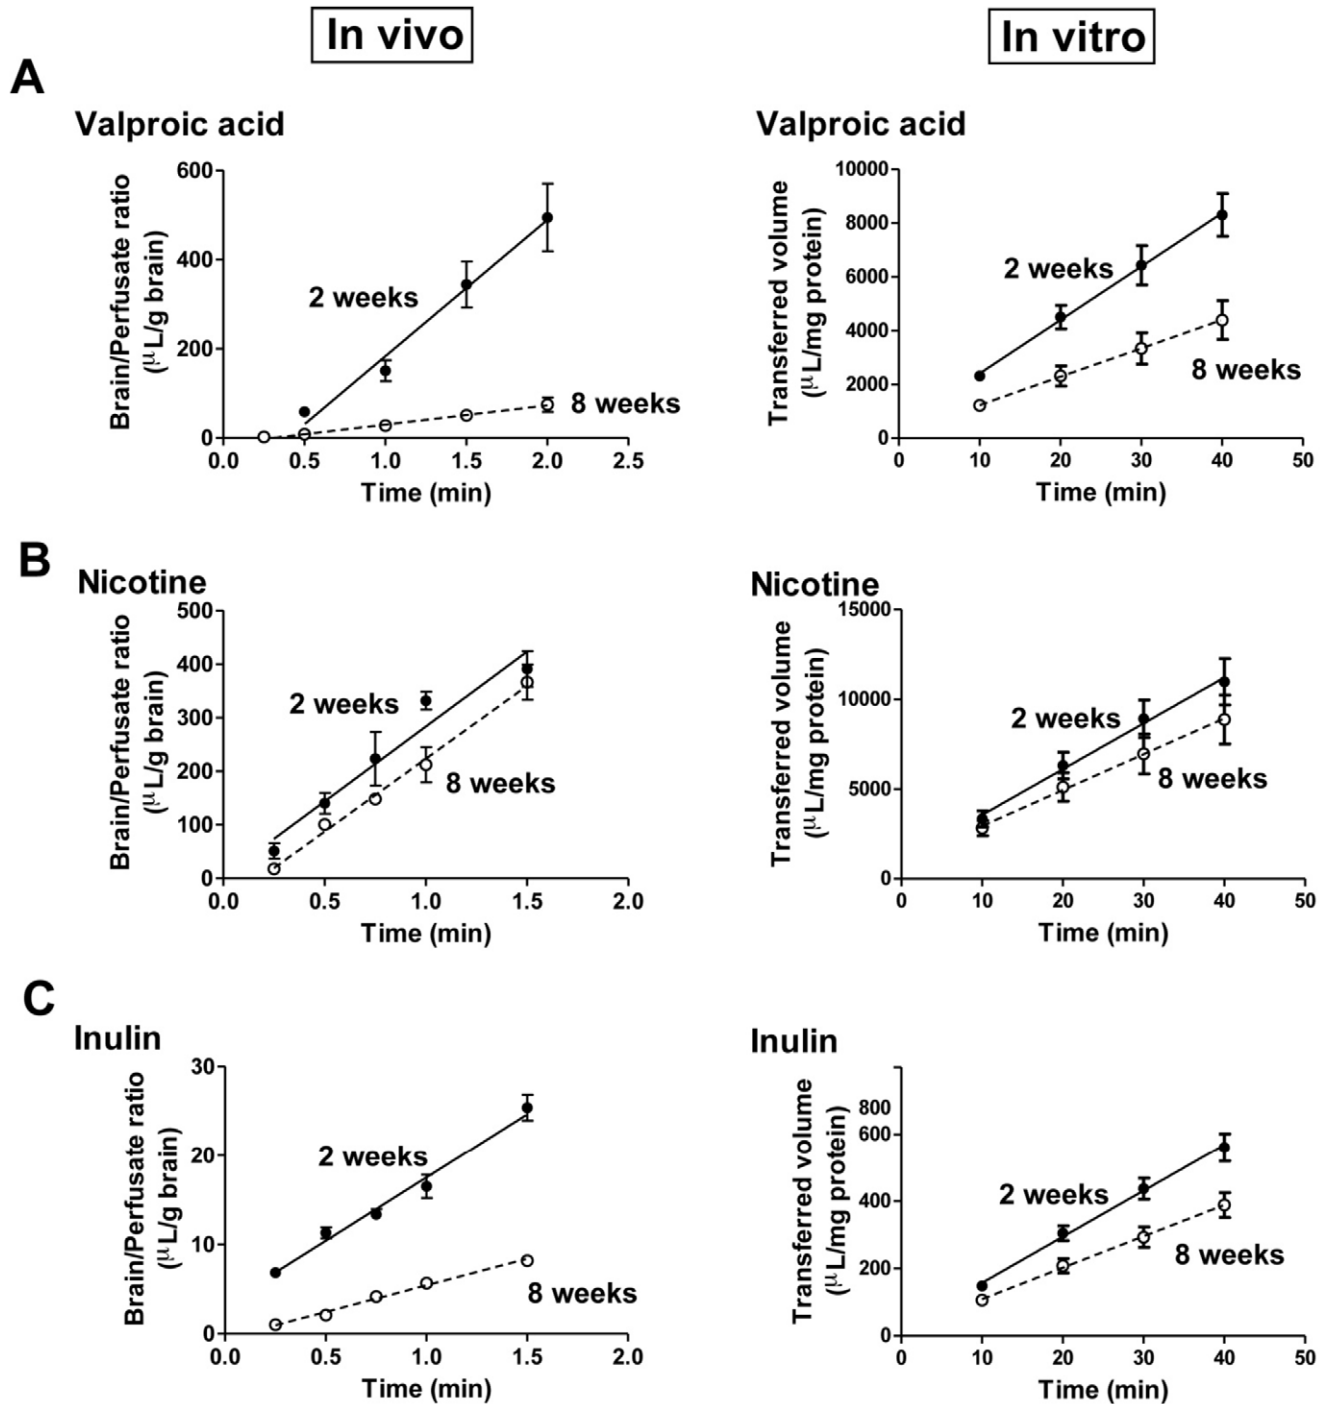 In vivo
In vitro
A
Valproic acid
Brain/Perfusate ratio
(μL/g brain)
600
400
200
0
0.0 0.5 1.0 1.5 2.0 2.5
Time (min)
2 weeks
8 weeks
Valproic acid
Transferred volume
(μL/mg protein)
10000
8000
6000
4000
2000
0
0 10 20 30 40 50
Time (min)
2 weeks
8 weeks
B
Nicotine
Brain/Perfusate ratio
(μL/g brain)
500
400
300
200
100
0
0.0 0.5 1.0 1.5 2.0
Time (min)
2 weeks
8 weeks
Nicotine
Transferred volume
(μL/mg protein)
15000
10000
5000
0
0 10 20 30 40 50
Time (min)
2 weeks
8 weeks
C
Inulin
Brain/Perfusate ratio
(μL/g brain)
30
20
10
0
0.0 0.5 1.0 1.5 2.0
Time (min)
2 weeks
8 weeks
Inulin
Transferred volume
(μL/mg protein)
800
600
400
200
0
0 10 20 30 40 50
Time (min)
2 weeks
8 weeks